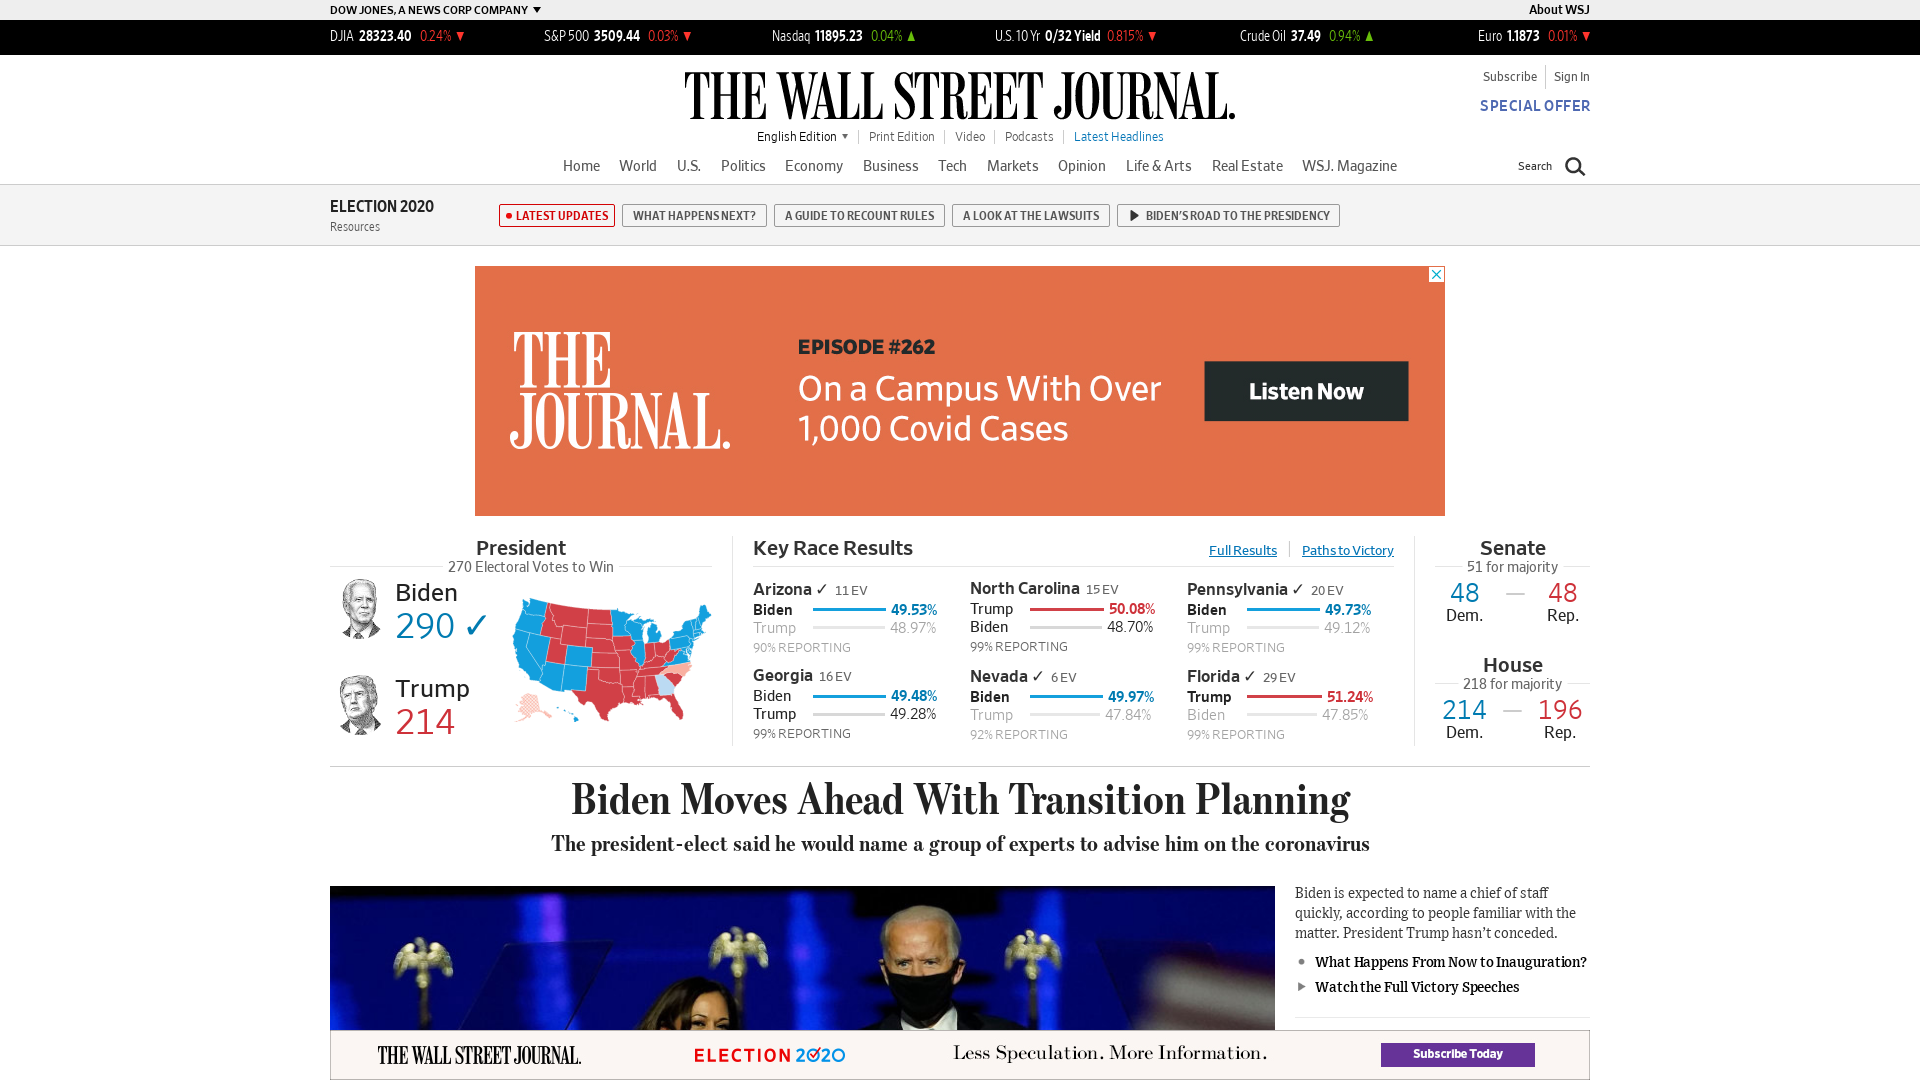 DOW JONES, A NEWS CORP COMPANY
About WSJ
DJIA 28323.40 0.24% S&P 500 3509.44 0.03% Nasdaq 11895.23 0.04% U.S. 10 Yr 0/32 Yield 0.815% Crude Oil 37.49 0.94% Euro 1.1873 0.01%
THE WALL STREET JOURNAL.
Subscribe Sign In
SPECIAL OFFER
English Edition Print Edition Video Podcasts Latest Headlines
Home World U.S. Politics Economy Business Tech Markets Opinion Life & Arts Real Estate WSJ. Magazine Search
ELECTION 2020
Resources
LATEST UPDATES WHAT HAPPENS NEXT? A GUIDE TO RECOUNT RULES A LOOK AT THE LAWSUITS BIDEN'S ROAD TO THE PRESIDENCY
THE
JOURNAL.
EPISODE #262
On a Campus With Over
1,000 Covid Cases
Listen Now
President
270 Electoral Votes to Win
Biden
290 ✓
Trump
214
Key Race Results
Full Results Paths to Victory
Arizona ✓ 11 EV
Biden 49.53%
Trump 48.97%
90% REPORTING
North Carolina 15 EV
Trump 50.08%
Biden 48.70%
99% REPORTING
Pennsylvania ✓ 20 EV
Biden 49.73%
Trump 49.12%
99% REPORTING
Georgia 16 EV
Biden 49.48%
Trump 49.28%
99% REPORTING
Nevada ✓ 6 EV
Biden 49.97%
Trump 47.84%
92% REPORTING
Florida ✓ 29 EV
Trump 51.24%
Biden 47.85%
99% REPORTING
Senate
51 for majority
48 — 48
Dem. Rep.
House
218 for majority
214 — 196
Dem. Rep.
Biden Moves Ahead With Transition Planning
The president-elect said he would name a group of experts to advise him on the coronavirus
Biden is expected to name a chief of staff
quickly, according to people familiar with the
matter. President Trump hasn't conceded.
What Happens From Now to Inauguration?
Watch the Full Victory Speeches
THE WALL STREET JOURNAL.
ELECTION 2020
Less Speculation. More Information.
Subscribe Today